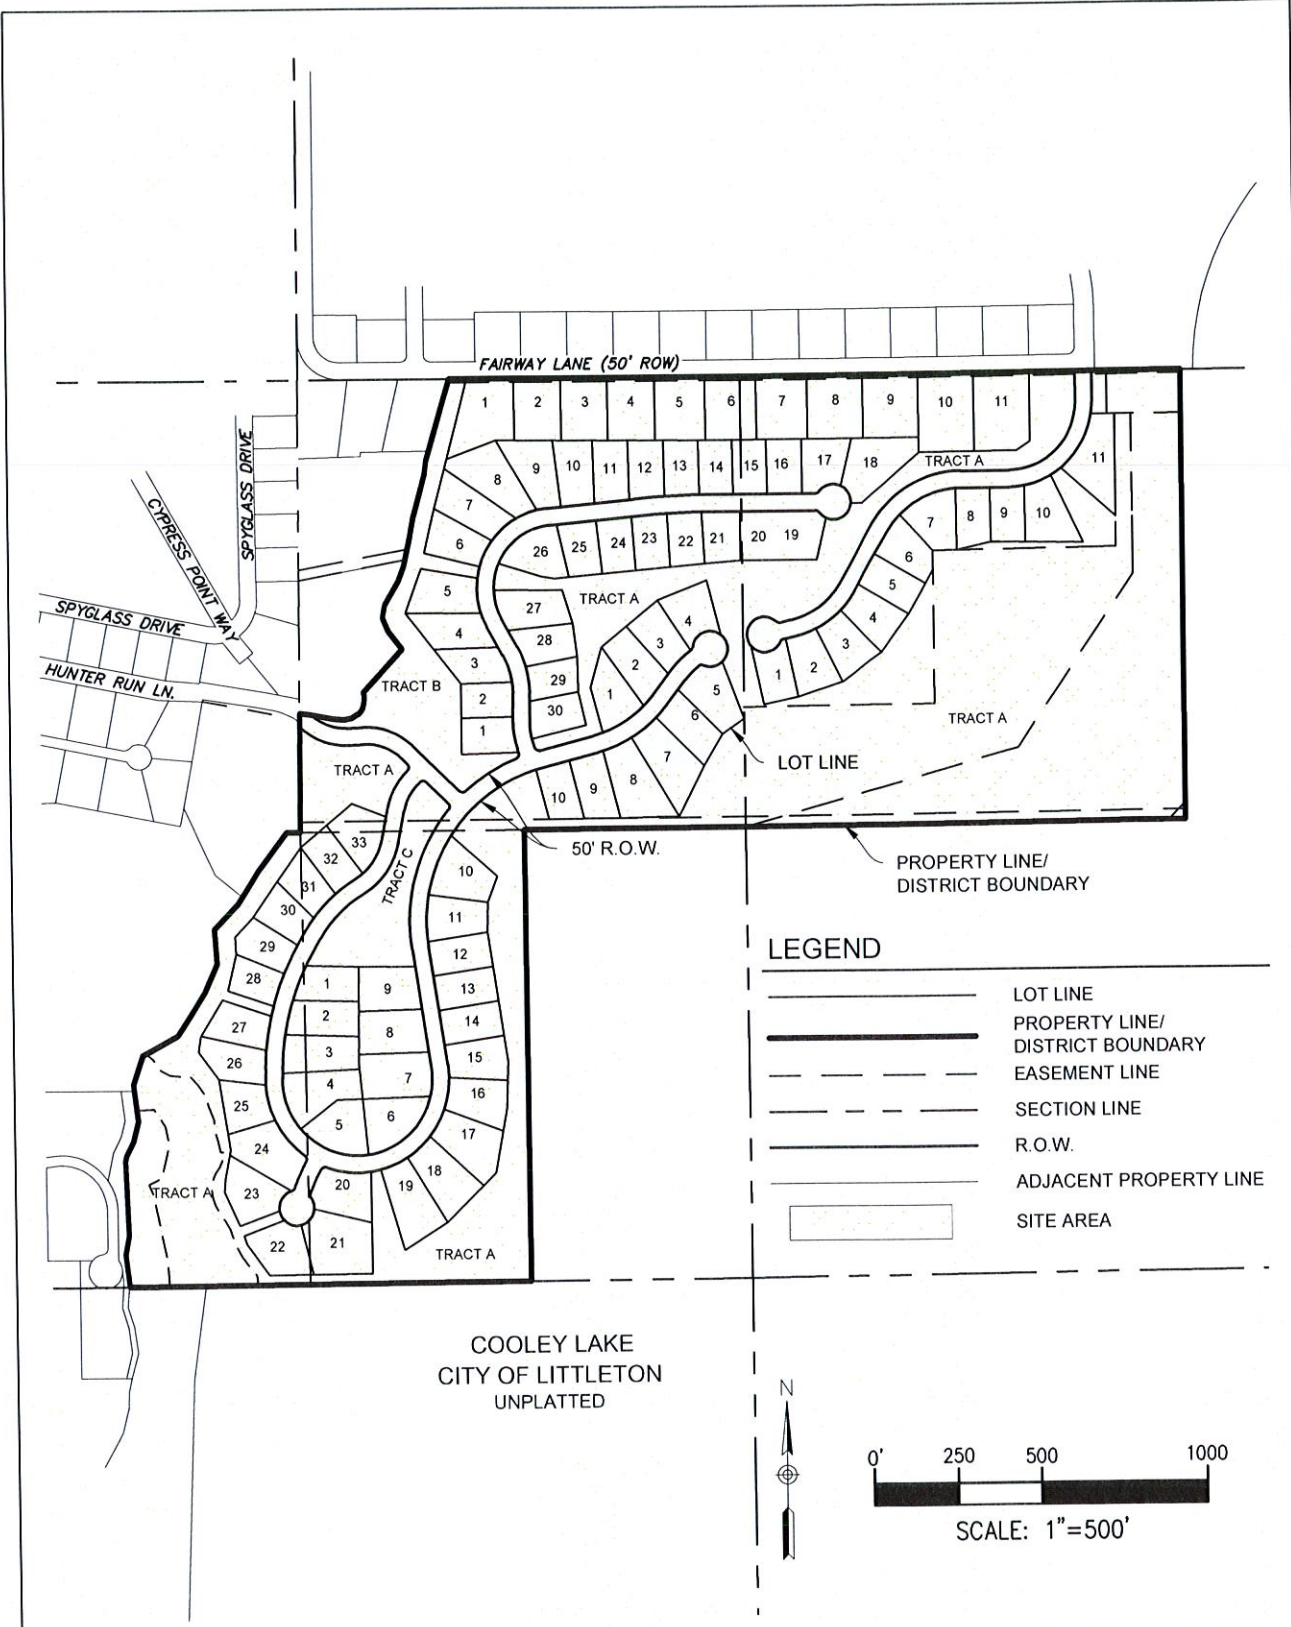 FAIRWAY LANE (50' ROW)
1 2 3 4 5 6 7 8 9 10 11
SPYGLASS DRIVE
CYPRESS POINT WAY
SPYGLASS DRIVE
HUNTER RUN LN.
9 10 11 12 13 14 15 16 17 18
TRACT A
11
8
7
6
26 25 24 23 22 21 20 19
7 8 9 10
6
5
4
3
2
1
5
4
3
2
1
27
28
29
30
TRACT A
TRACT B
4
3
2
1
5
6
7
8
9
10
TRACT A
LOT LINE
TRACT A
50' R.O.W.
PROPERTY LINE/
DISTRICT BOUNDARY
TRACT C
33
32
31
30
29
28
27
26
25
24
23
22
21
20
19
18
17
16
15
14
13
12
11
10
1
2
3
4
5
6
7
8
9
TRACT A
TRACT A
LEGEND
LOT LINE
PROPERTY LINE/
DISTRICT BOUNDARY
EASEMENT LINE
SECTION LINE
R.O.W.
ADJACENT PROPERTY LINE
SITE AREA
COOLEY LAKE
CITY OF LITTLETON
UNPLATTED
N
0' 250 500 1000
SCALE: 1"=500'